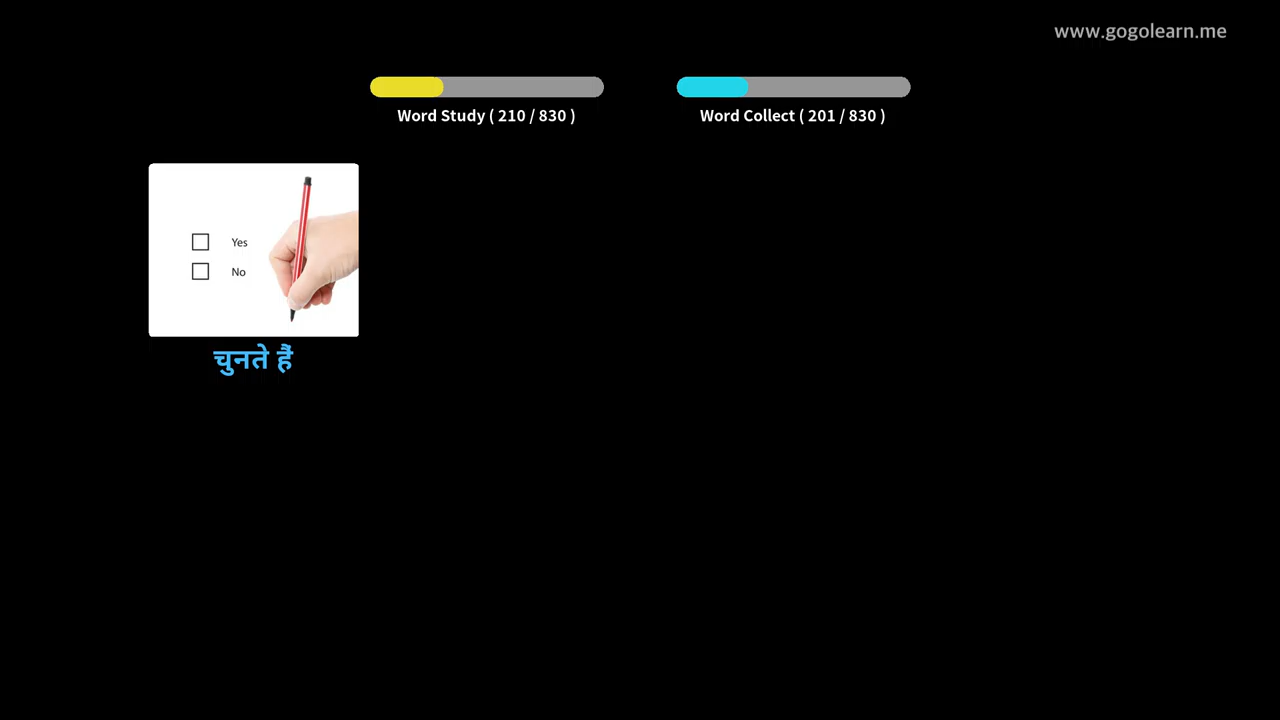 www.gogolearn.me
Word Study ( 210 / 830 )
Word Collect ( 201 / 830 )
Yes
No
चुनते हैं